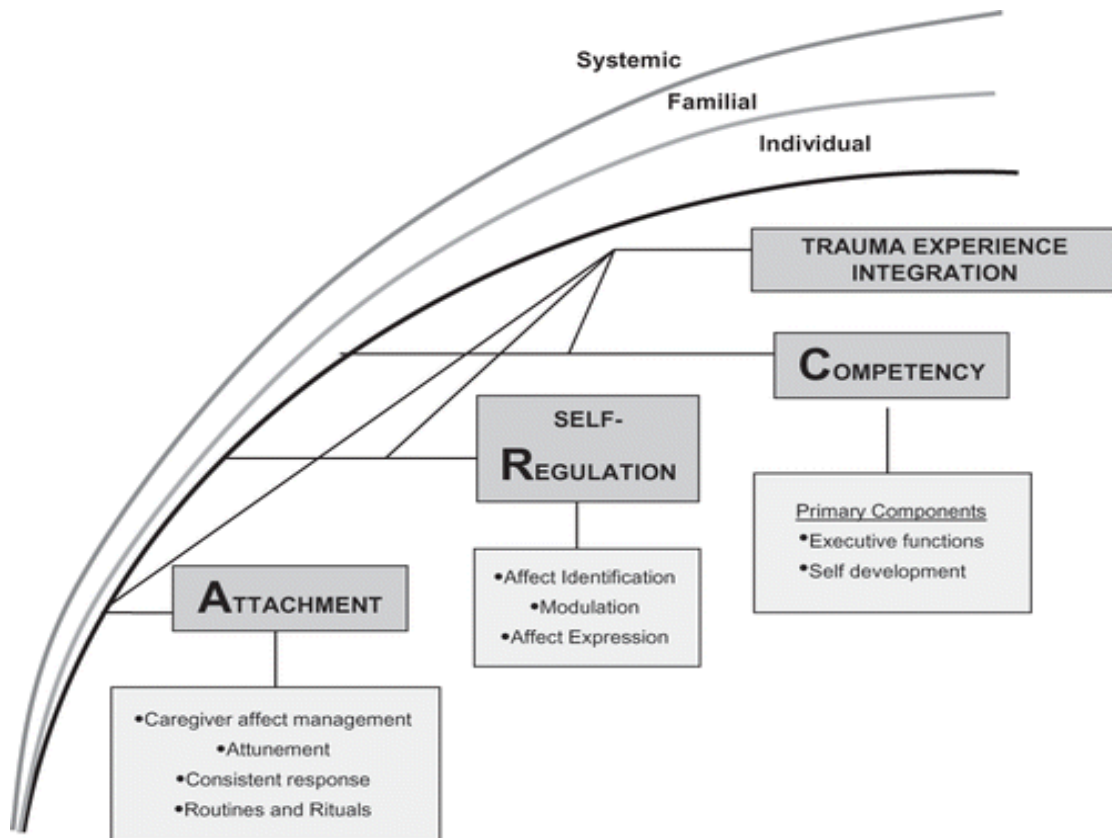 Systemic
Familial
Individual
TRAUMA EXPERIENCE
INTEGRATION
COMPETENCY
Primary Components
•Executive functions
•Self development
SELF-
REGULATION
•Affect Identification
•Modulation
•Affect Expression
ATTACHMENT
•Caregiver affect management
•Attunement
•Consistent response
•Routines and Rituals